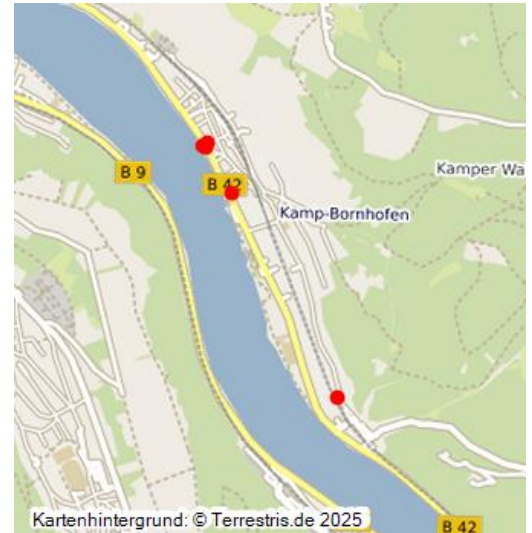 B 9
B 42
Kamper Wa
Kamp-Bornhofen
Kartenhintergrund: © Terrestris.de 2025
B 42